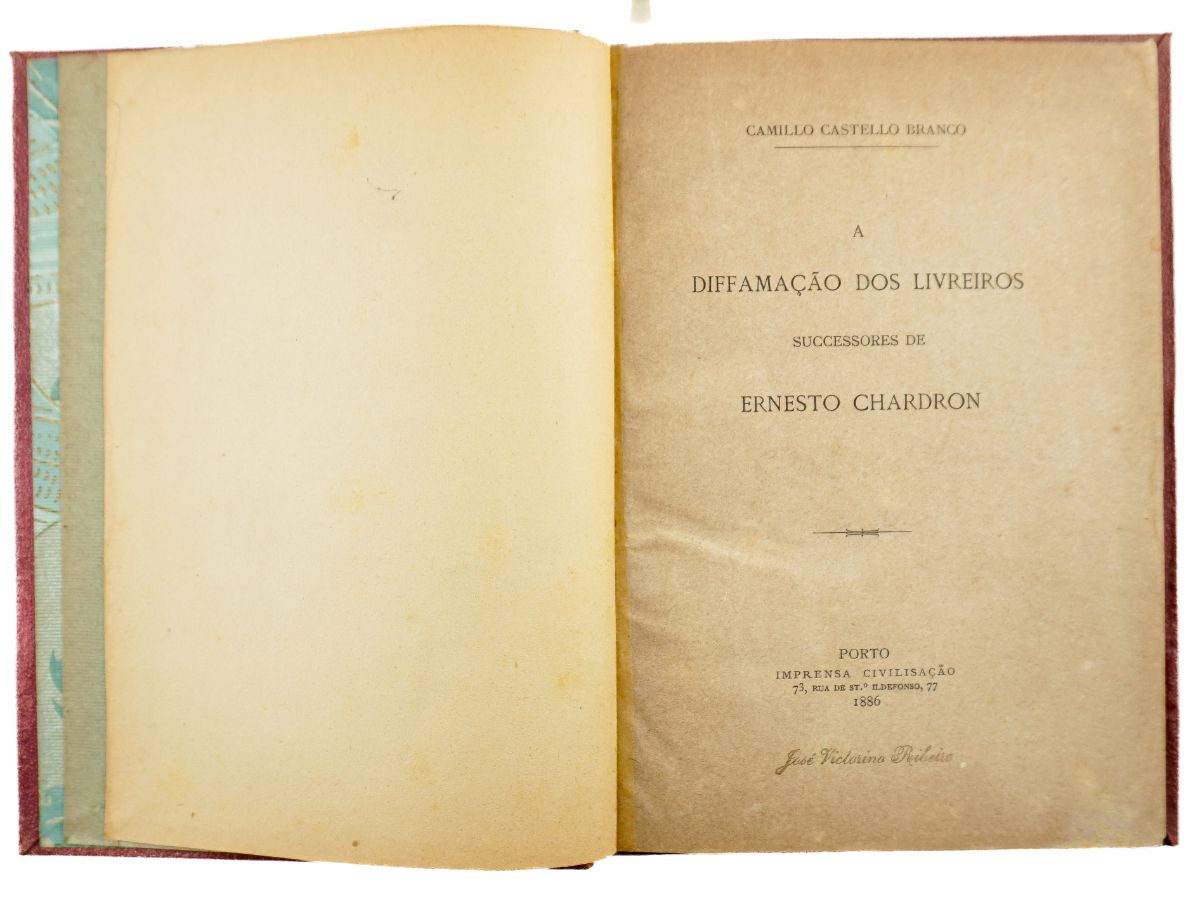 CAMILLO CASTELLO BRANCO
A
DIFFAMAÇÃO DOS LIVREIROS
SUCCESSORES DE
ERNESTO CHARDRON
PORTO
IMPRENSA CIVILISAÇÃO
73, RUA DE ST.º ILDEFONSO, 77
1886
José Victorino Ribeiro